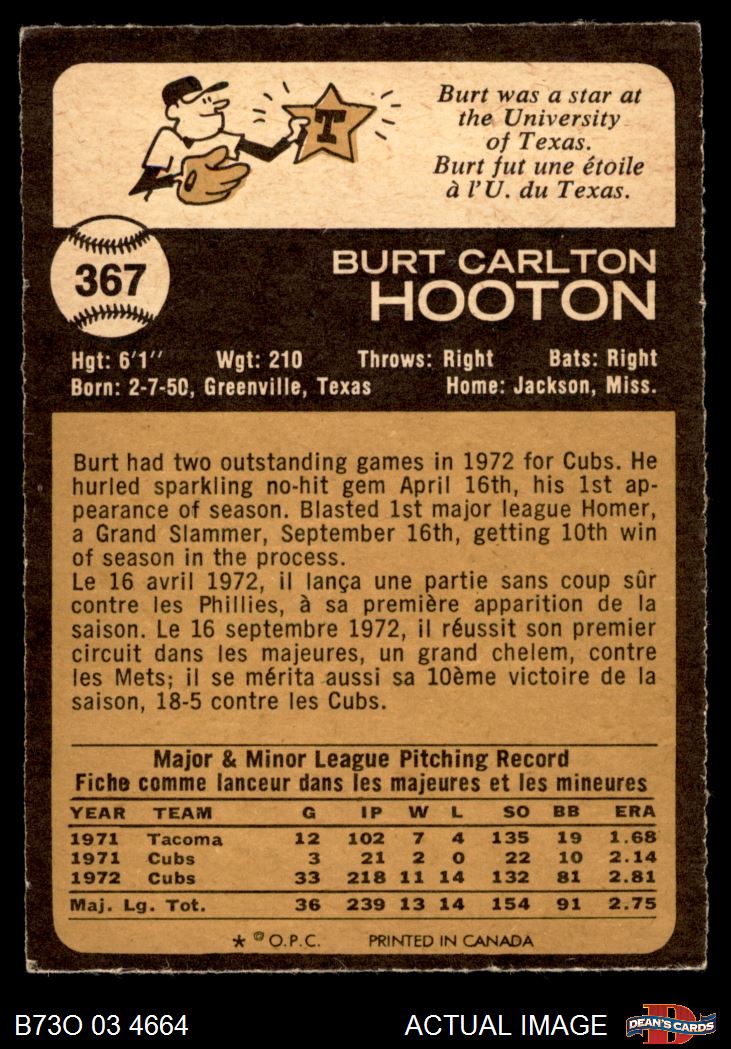 T
Burt was a star at
the University
of Texas.
Burt fut une étoile
à l'U. du Texas.
367
BURT CARLTON
HOOTON
Hgt: 6'1" Wgt: 210 Throws: Right Bats: Right
Born: 2-7-50, Greenville, Texas Home: Jackson, Miss.
Burt had two outstanding games in 1972 for Cubs. He
hurled sparkling no-hit gem April 16th, his 1st ap-
pearance of season. Blasted 1st major league Homer,
a Grand Slammer, September 16th, getting 10th win
of season in the process.
Le 16 avril 1972, il lança une partie sans coup sûr
contre les Phillies, à sa première apparition de la
saison. Le 16 septembre 1972, il réussit son premier
circuit dans les majeures, un grand chelem, contre
les Mets; il se mérita aussi sa 10ème victoire de la
saison, 18-5 contre les Cubs.
Major & Minor League Pitching Record
Fiche comme lanceur dans les majeures et les mineures
YEAR TEAM G IP W L SO BB ERA
1971 Tacoma 12 102 7 4 135 19 1.68
1971 Cubs 3 21 2 0 22 10 2.14
1972 Cubs 33 218 11 14 132 81 2.81
Maj. Lg. Tot. 36 239 13 14 154 91 2.75
* © O.P.C. PRINTED IN CANADA
B73O 03 4664 ACTUAL IMAGE D DEAN'S CARDS